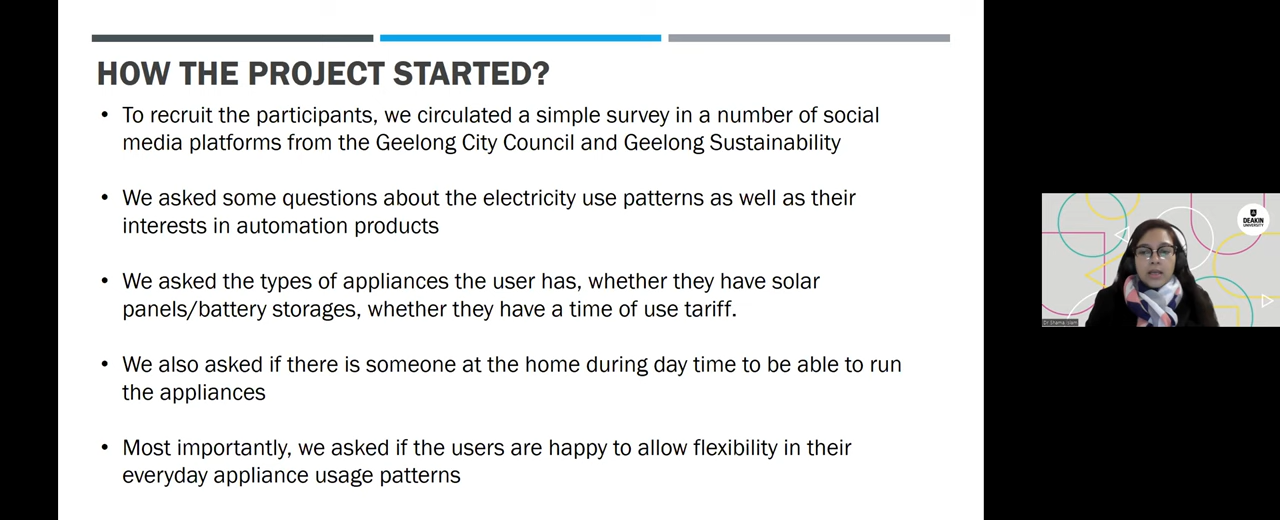 HOW THE PROJECT STARTED?
• To recruit the participants, we circulated a simple survey in a number of social
media platforms from the Geelong City Council and Geelong Sustainability
• We asked some questions about the electricity use patterns as well as their
interests in automation products
• We asked the types of appliances the user has, whether they have solar
panels/battery storages, whether they have a time of use tariff.
• We also asked if there is someone at the home during day time to be able to run
the appliances
• Most importantly, we asked if the users are happy to allow flexibility in their
everyday appliance usage patterns
DEAKIN
UNIVERSITY